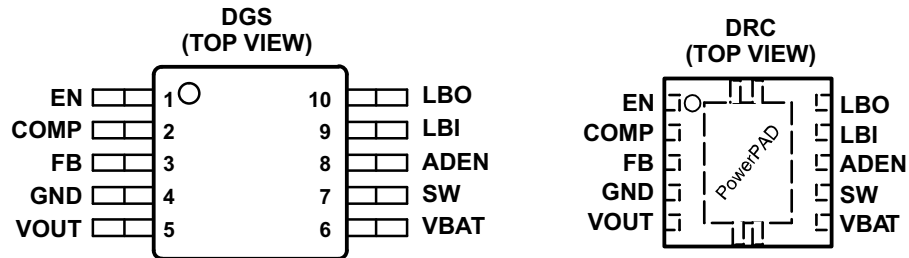 DGS
(TOP VIEW)
EN 1 10 LBO
COMP 2 9 LBI
FB 3 8 ADEN
GND 4 7 SW
VOUT 5 6 VBAT
DRC
(TOP VIEW)
EN LBO
COMP LBI
FB ADEN
GND SW
VOUT VBAT
PowerPAD